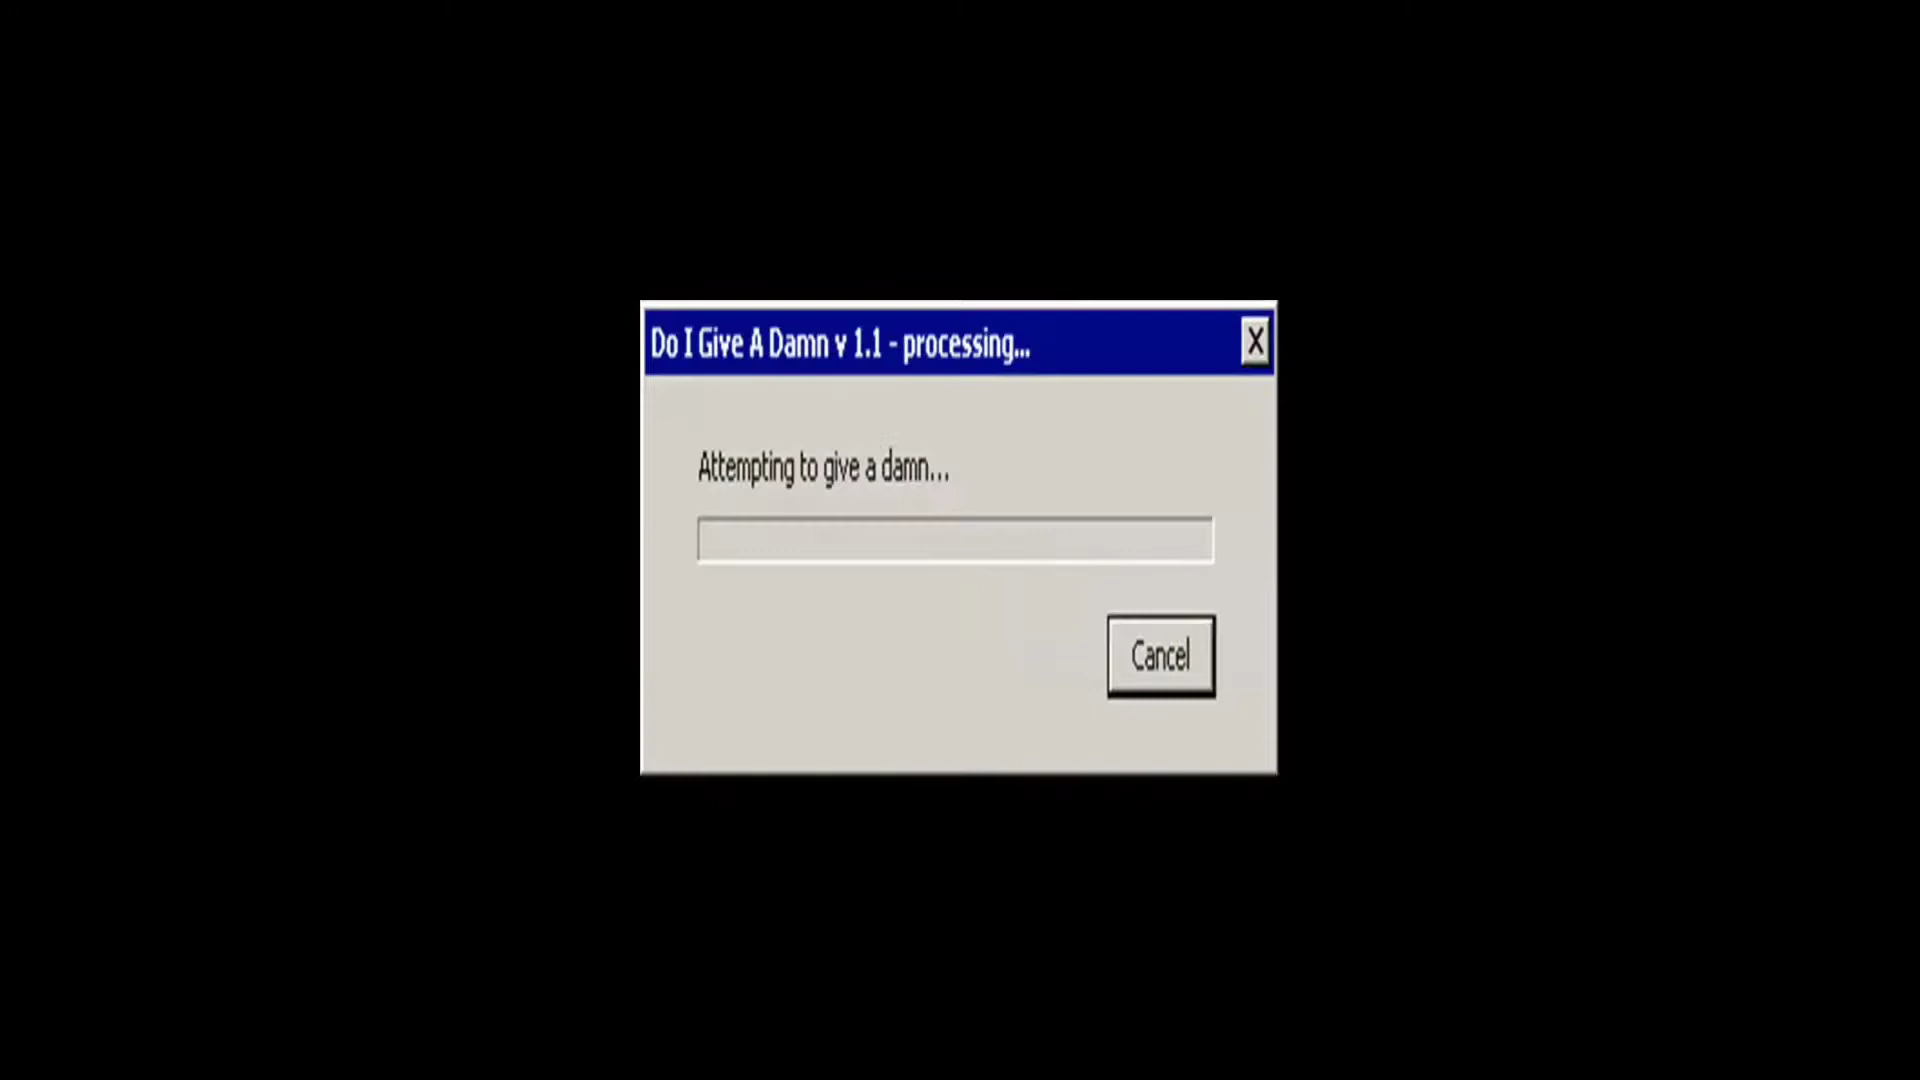 Do I Give A Damn v 1.1 - processing...
Attempting to give a damn...
Cancel